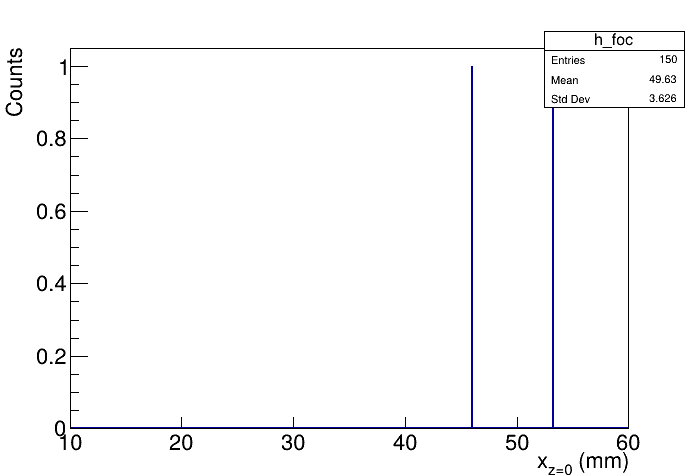 h_foc
Entries 150
Mean 49.63
Std Dev 3.626
Counts
1
0.8
0.6
0.4
0.2
0
10 20 30 40 50 60
x_{z=0} (mm)